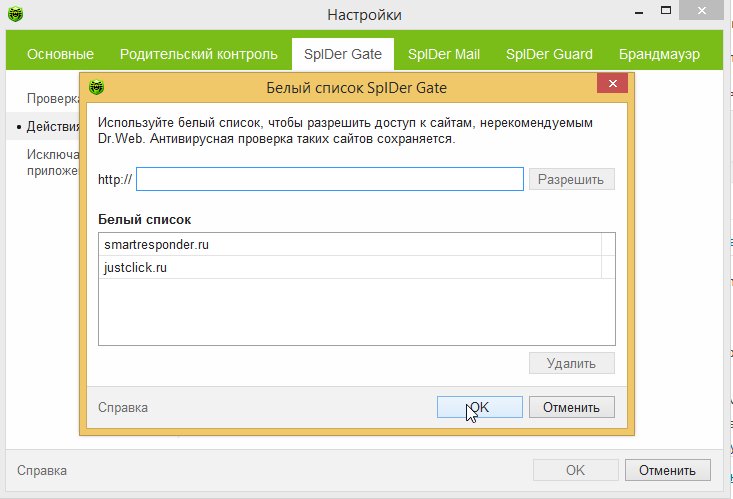 Настройки
Основные Родительский контроль SpIDer Gate SpIDer Mail SpIDer Guard Брандмауэр
Белый список SpIDer Gate
Проверка
Действия
Исключа
приложе
Используйте белый список, чтобы разрешить доступ к сайтам, нерекомендуемым
Dr.Web. Антивирусная проверка таких сайтов сохраняется.
http:// Разрешить
Белый список
smartresponder.ru
justclick.ru
Удалить
Справка OK Отменить
Справка OK Отменить